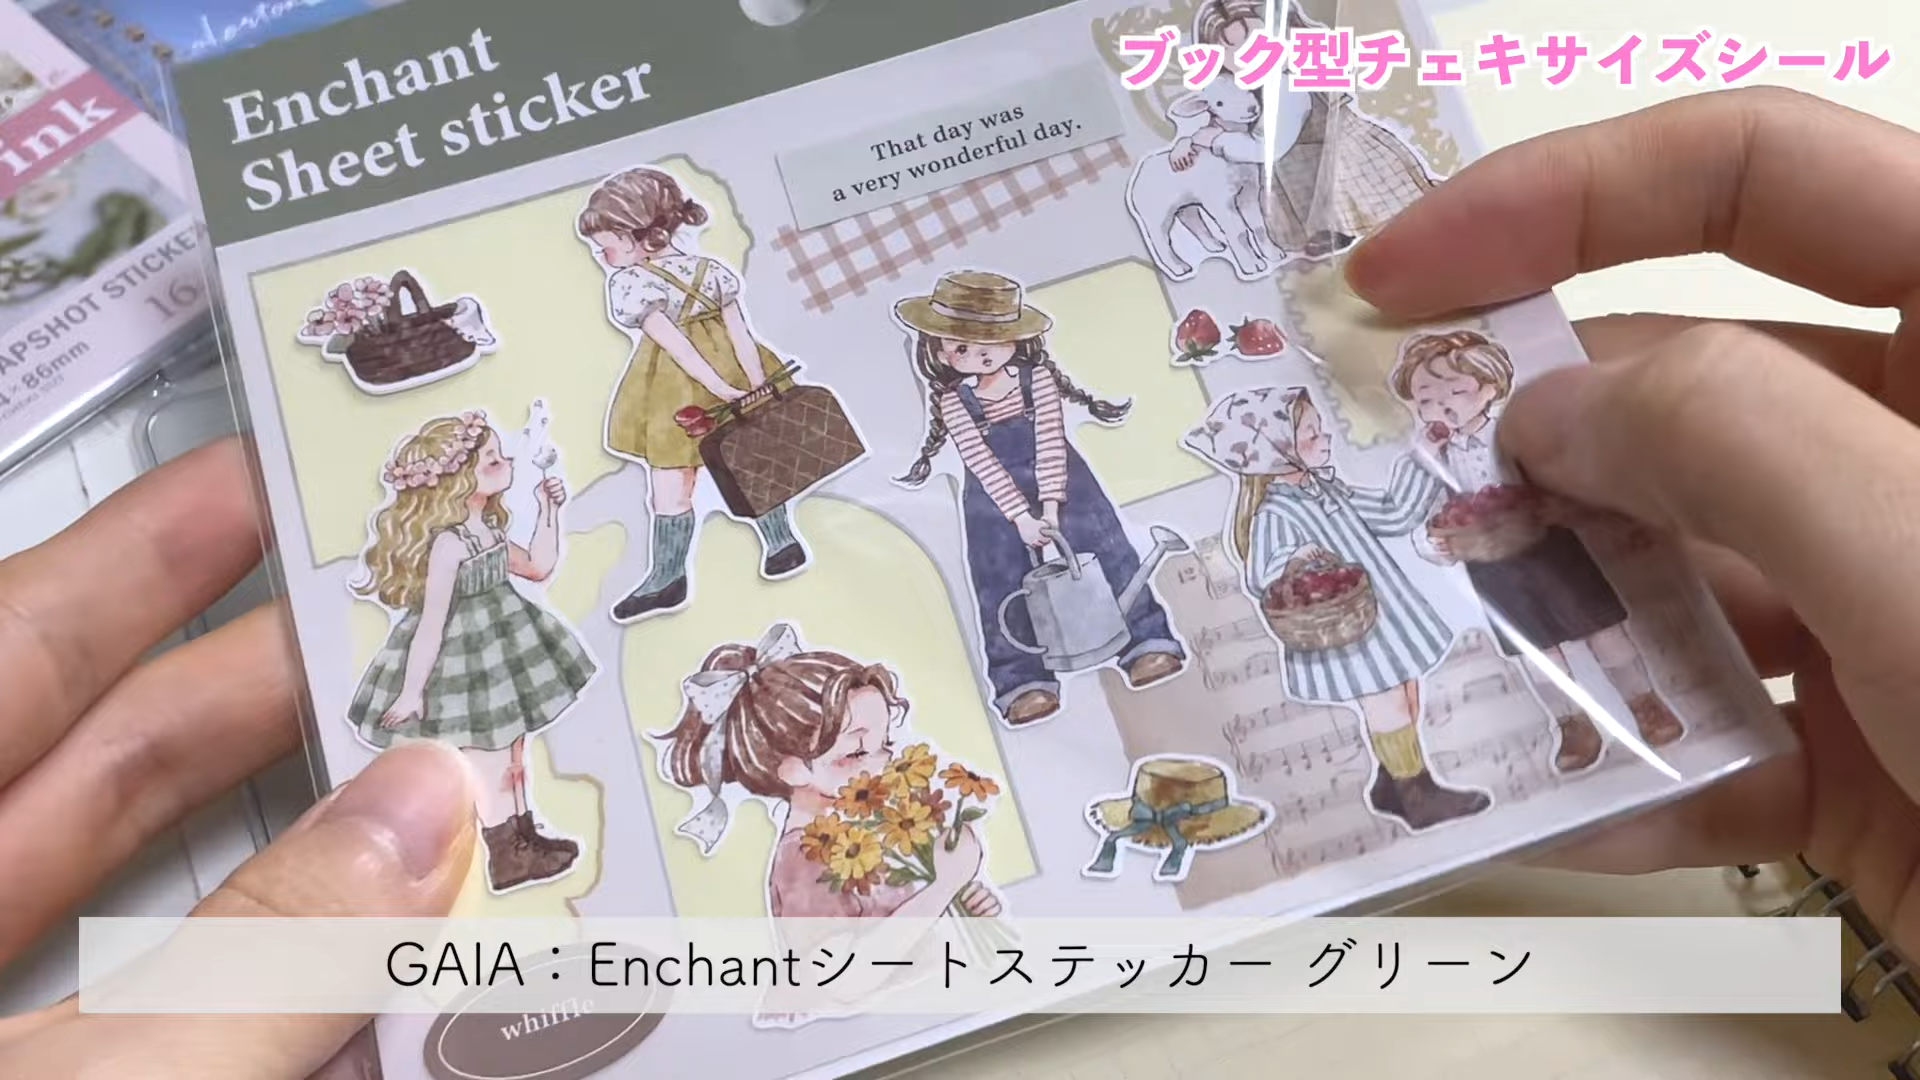 ブック型チェキサイズシール
Enchant
Sheet sticker
That day was
a very wonderful day.
ink
16
86mm
GAIA：Enchantシートステッカー グリーン
whiffle